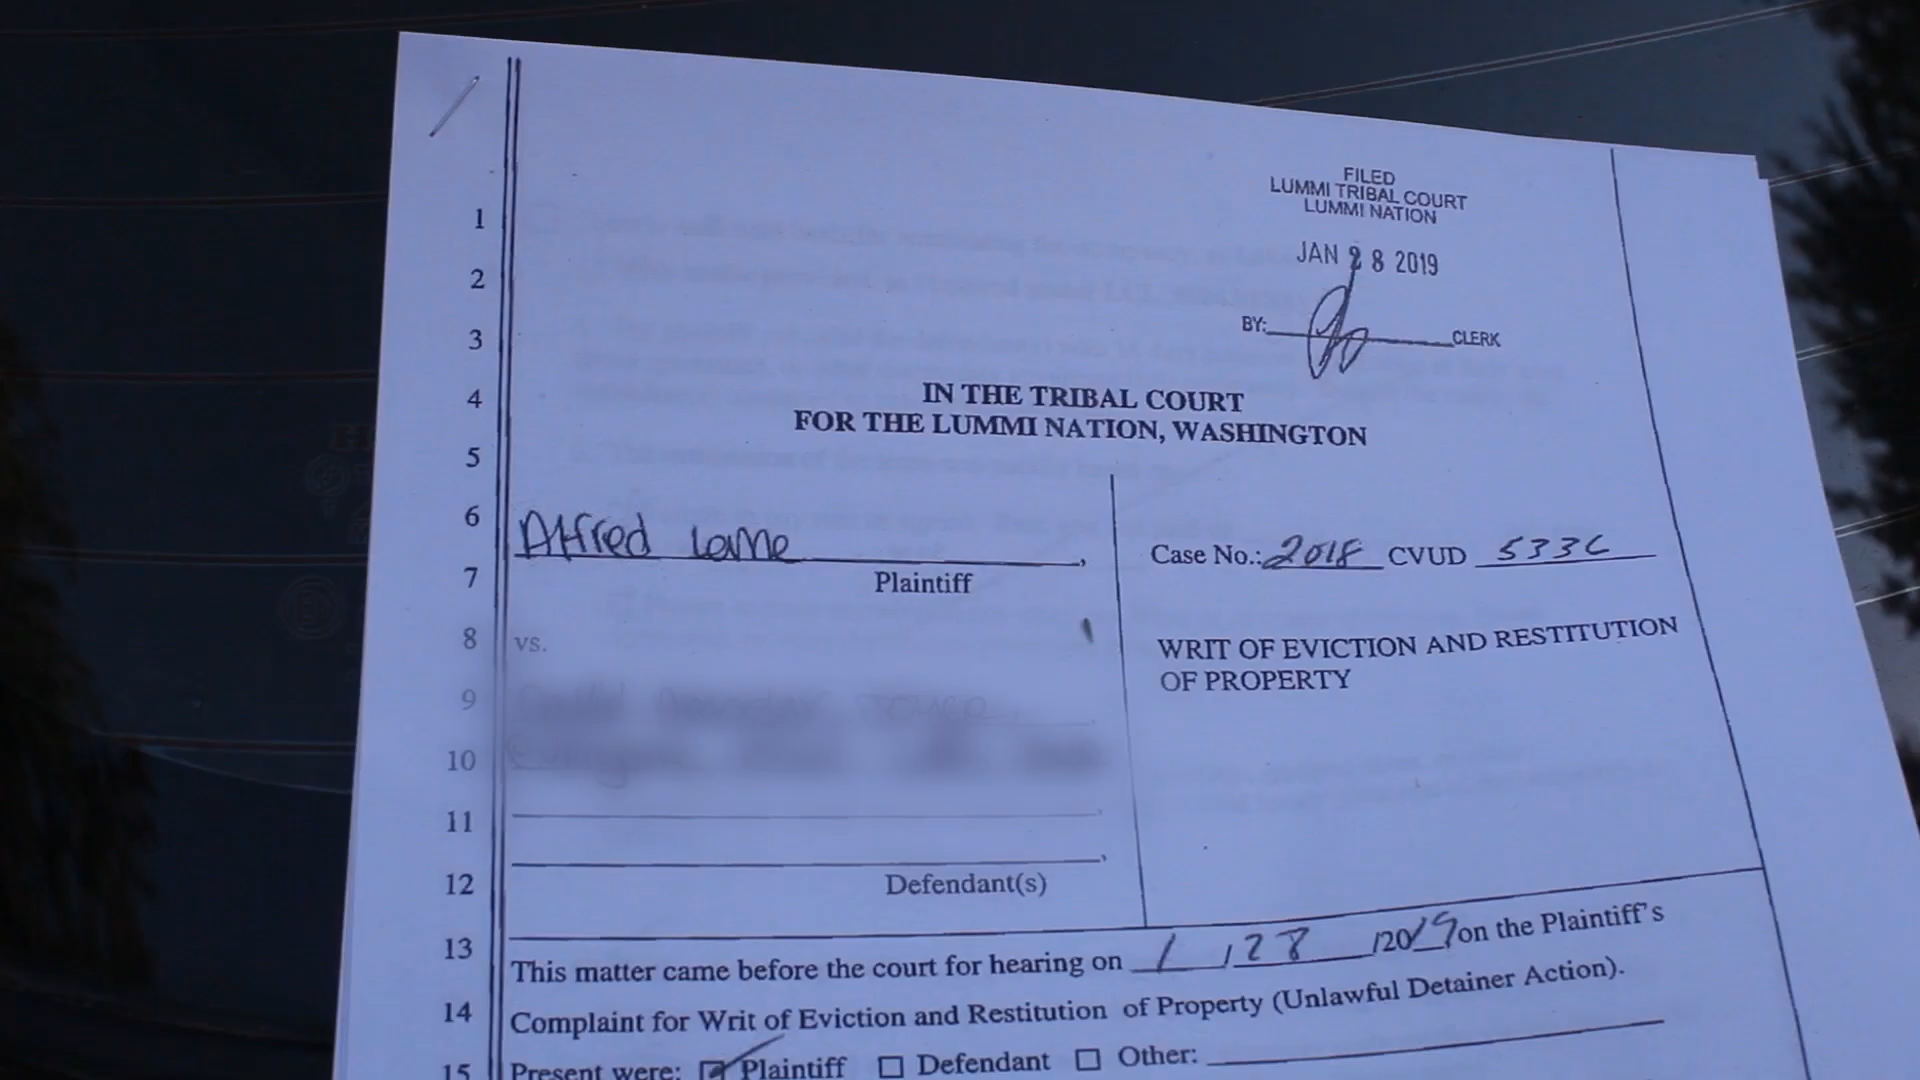 FILED
LUMMI TRIBAL COURT
LUMMI NATION
JAN 28 2019
BY: CLERK
1
2
3
4
5
6
7
8
9
10
11
12
13
14
15
IN THE TRIBAL COURT
FOR THE LUMMI NATION, WASHINGTON
Alfred Lane,
Plaintiff
vs.
Defendant(s)
Case No.: 2018 CVUD 533C
WRIT OF EVICTION AND RESTITUTION
OF PROPERTY
This matter came before the court for hearing on 1 / 28 /2019 on the Plaintiff's
Complaint for Writ of Eviction and Restitution of Property (Unlawful Detainer Action).
Present were: Plaintiff Defendant Other: